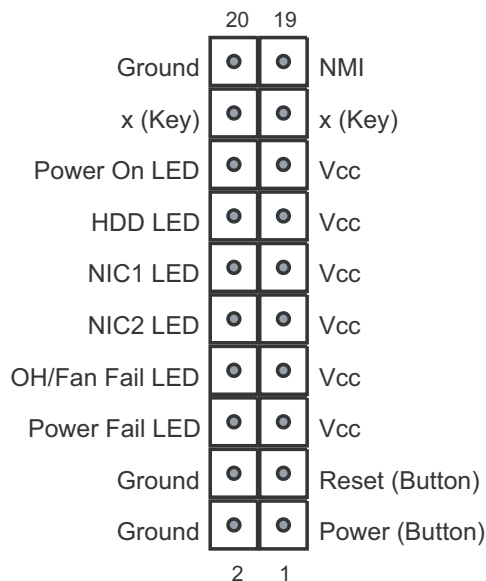 20 19
Ground NMI
x (Key) x (Key)
Power On LED Vcc
HDD LED Vcc
NIC1 LED Vcc
NIC2 LED Vcc
OH/Fan Fail LED Vcc
Power Fail LED Vcc
Ground Reset (Button)
Ground Power (Button)
2 1